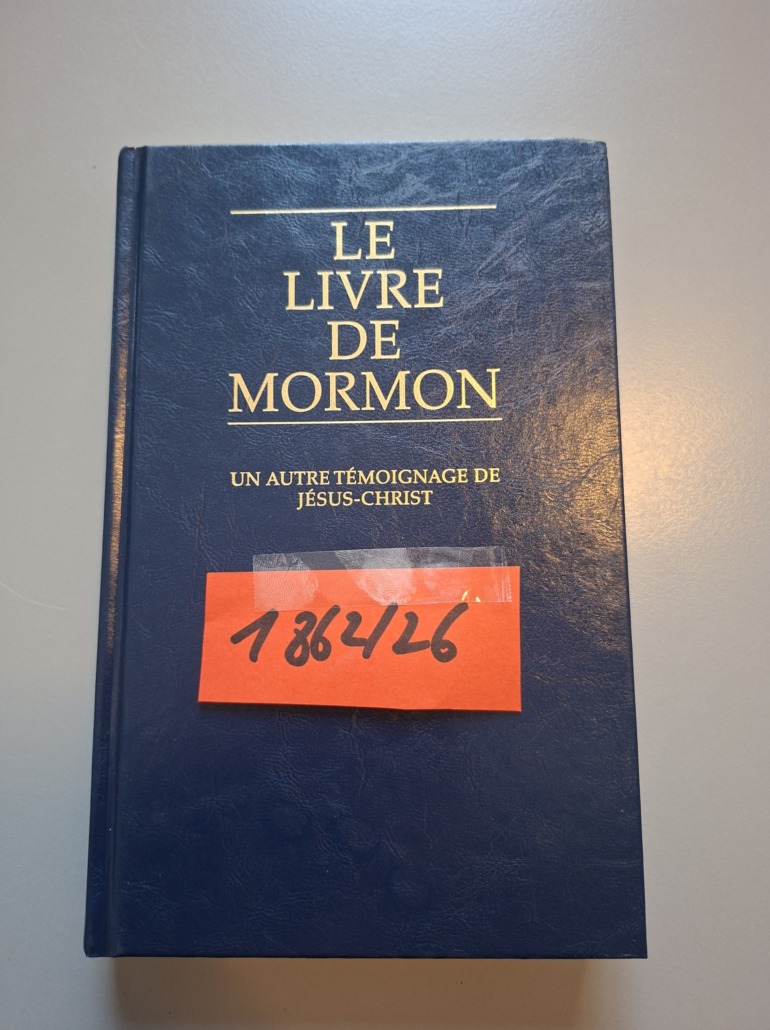 LE
LIVRE
DE
MORMON
UN AUTRE TÉMOIGNAGE DE
JÉSUS-CHRIST
1862/26